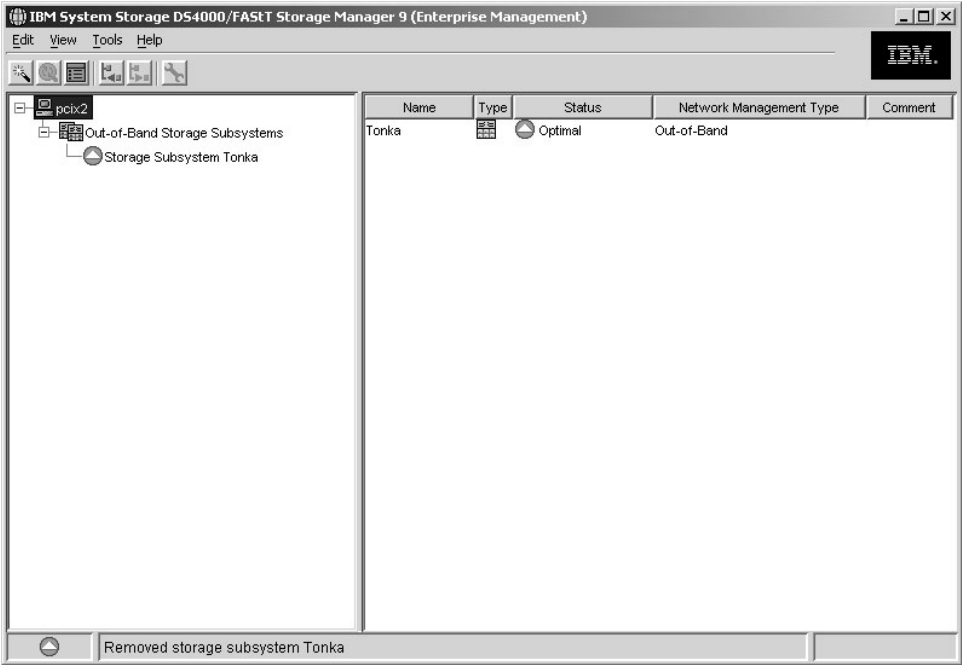 IBM System Storage DS4000/FAStT Storage Manager 9 (Enterprise Management)
Edit View Tools Help
IBM.
pcix2
Out-of-Band Storage Subsystems
Storage Subsystem Tonka
Name Type Status Network Management Type Comment
Tonka Optimal Out-of-Band
Removed storage subsystem Tonka